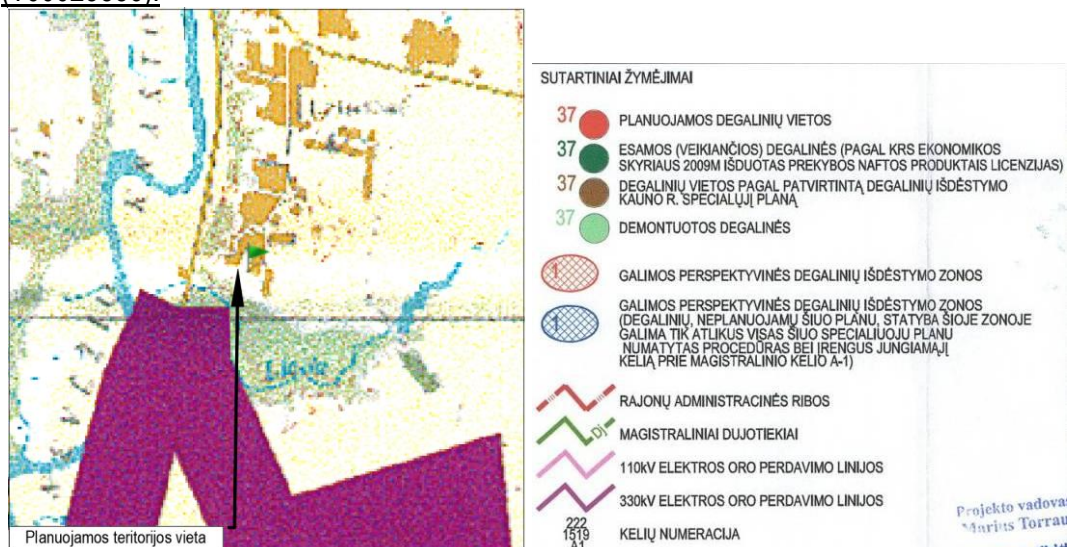 Planuojamos teritorijos vieta
SUTARTINIAI ŽYMĖJIMAI
37 PLANUOJAMOS DEGALINIŲ VIETOS
37 ESAMOS (VEIKIANČIOS) DEGALINĖS (PAGAL KRS EKONOMIKOS
SKYRIAUS 2009M IŠDUOTAS PREKYBOS NAFTOS PRODUKTAIS LICENZIJAS)
37 DEGALINIŲ VIETOS PAGAL PATVIRTINTĄ DEGALINIŲ IŠDĖSTYMO
KAUNO R. SPECIALŲJĮ PLANĄ
37 DEMONTUOTOS DEGALINĖS
1 GALIMOS PERSPEKTYVINĖS DEGALINIŲ IŠDĖSTYMO ZONOS
1 GALIMOS PERSPEKTYVINĖS DEGALINIŲ IŠDĖSTYMO ZONOS
(DEGALINIŲ, NEPLANUOJAMŲ ŠIUO PLANU, STATYBA ŠIOJE ZONOJE
GALIMA TIK ATLIKUS VISAS ŠIUO SPECIALIUOJU PLANU
NUMATYTAS PROCEDŪRAS BEI ĮRENGUS JUNGIAMĄJĮ
KELIĄ PRIE MAGISTRALINIO KELIO A-1)
RAJONŲ ADMINISTRACINĖS RIBOS
Dj MAGISTRALINIAI DUJOTIEKIAI
110kV ELEKTROS ORO PERDAVIMO LINIJOS
330kV ELEKTROS ORO PERDAVIMO LINIJOS
222
1519
A1
KELIŲ NUMERACIJA
Projekto vadovas